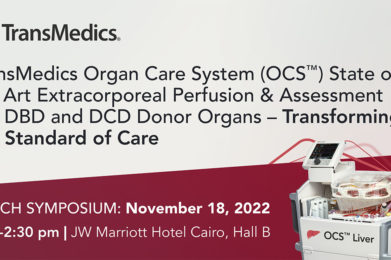 TransMedics®
nsMedics Organ Care System (OCS™) State o
Art Extracorporeal Perfusion & Assessment
DBD and DCD Donor Organs – Transforming
Standard of Care
CH SYMPOSIUM: November 18, 2022
-2:30 pm | JW Marriott Hotel Cairo, Hall B
OCS™ Liver